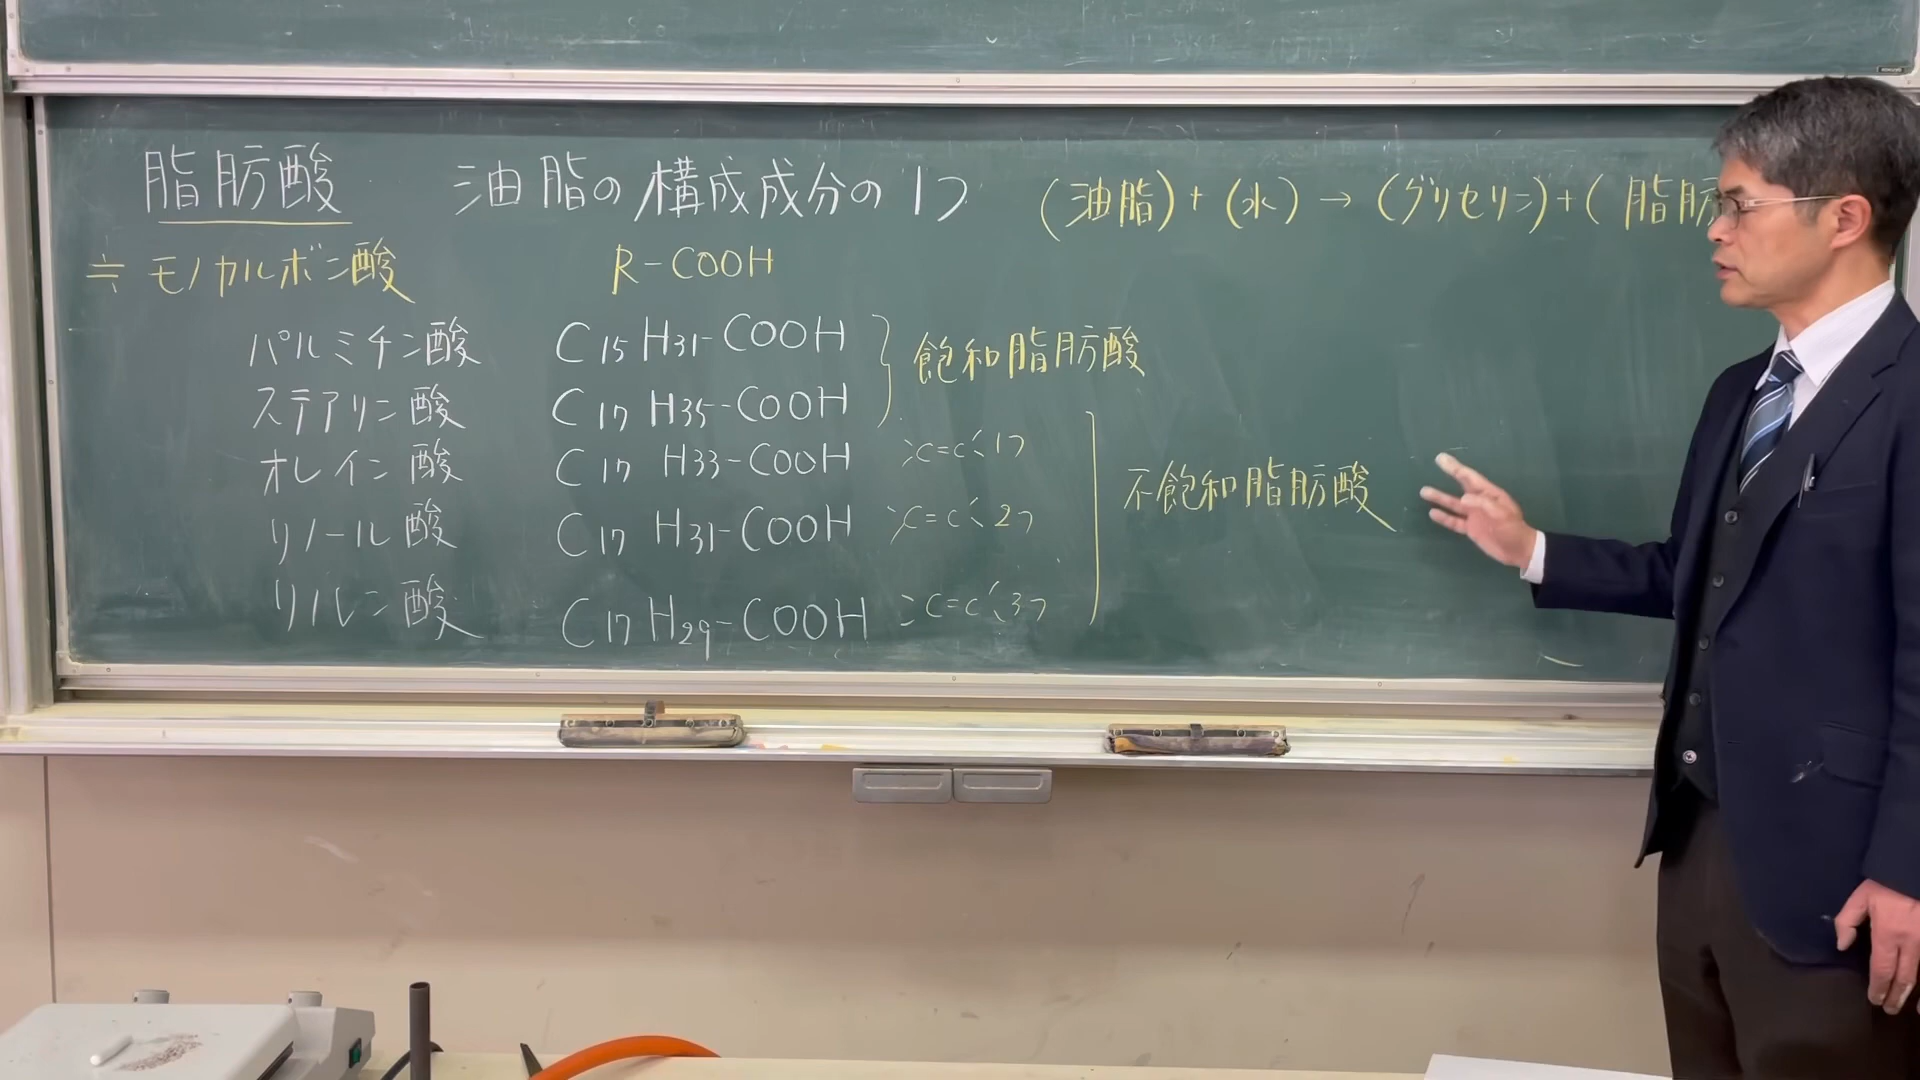 脂肪酸 油脂の構成成分の1つ (油脂)+(水)→(グリセリン)+(脂肪
≒モノカルボン酸 R-COOH
パルミチン酸 C15H31-COOH 飽和脂肪酸
ステアリン酸 C17H35-COOH
オレイン酸 C17H33-COOH >C=C< 1つ
不飽和脂肪酸
リノール酸 C17H31-COOH >C=C< 2つ
リノレン酸 C17H29-COOH >C=C< 3つ